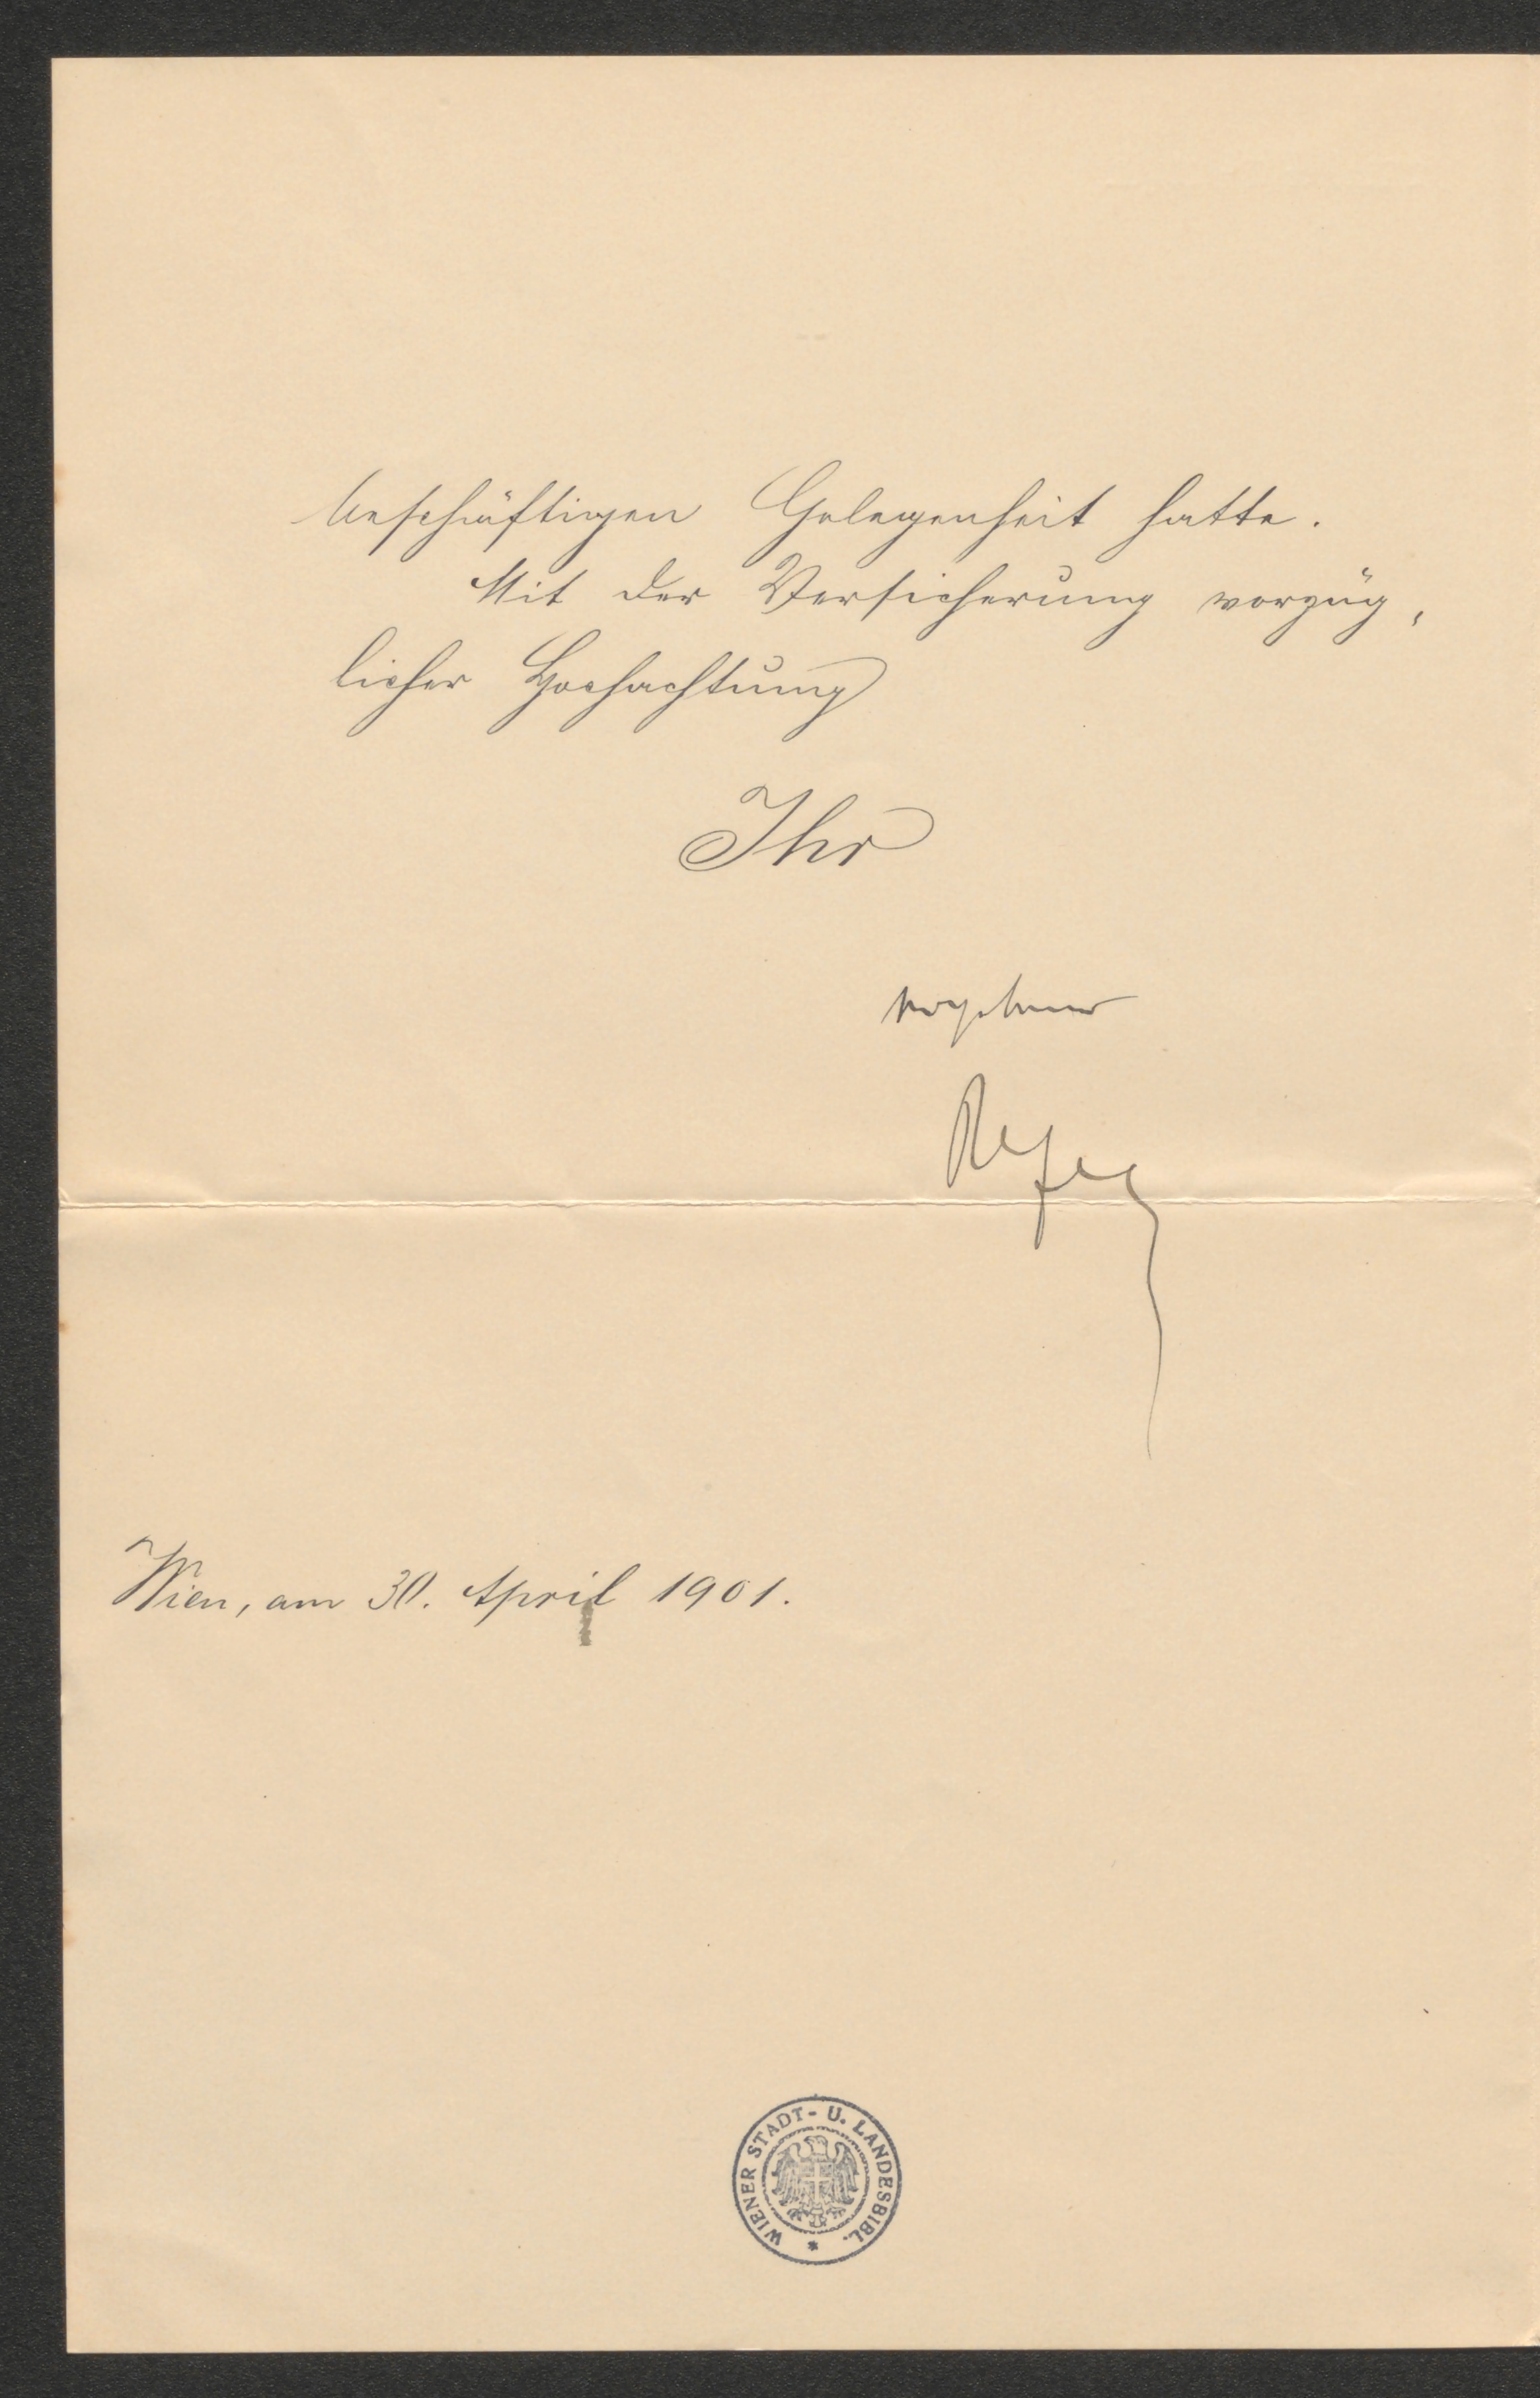 beschäftigen Gelegenheit hatte.
Mit der Versicherung vorzüg-
licher Hochachtung
Ihr
ergebener
Wien, am 30. April 1901.
WIENER STADT- U. LANDESBIBL. *